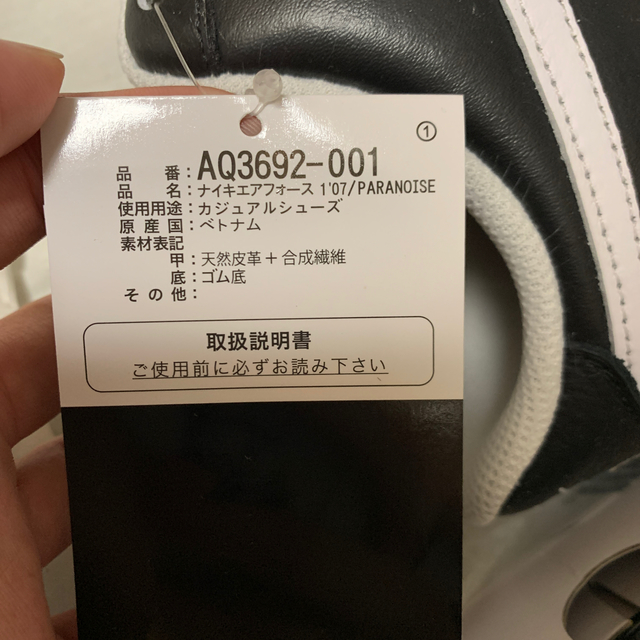 ①
品 番:AQ3692-001
品 名:ナイキエアフォース 1'07/PARANOISE
使用用途:カジュアルシューズ
原 産 国:ベトナム
素材表記
甲:天然皮革+合成繊維
底:ゴム底
そ の 他:
取扱説明書
ご使用前に必ずお読み下さい